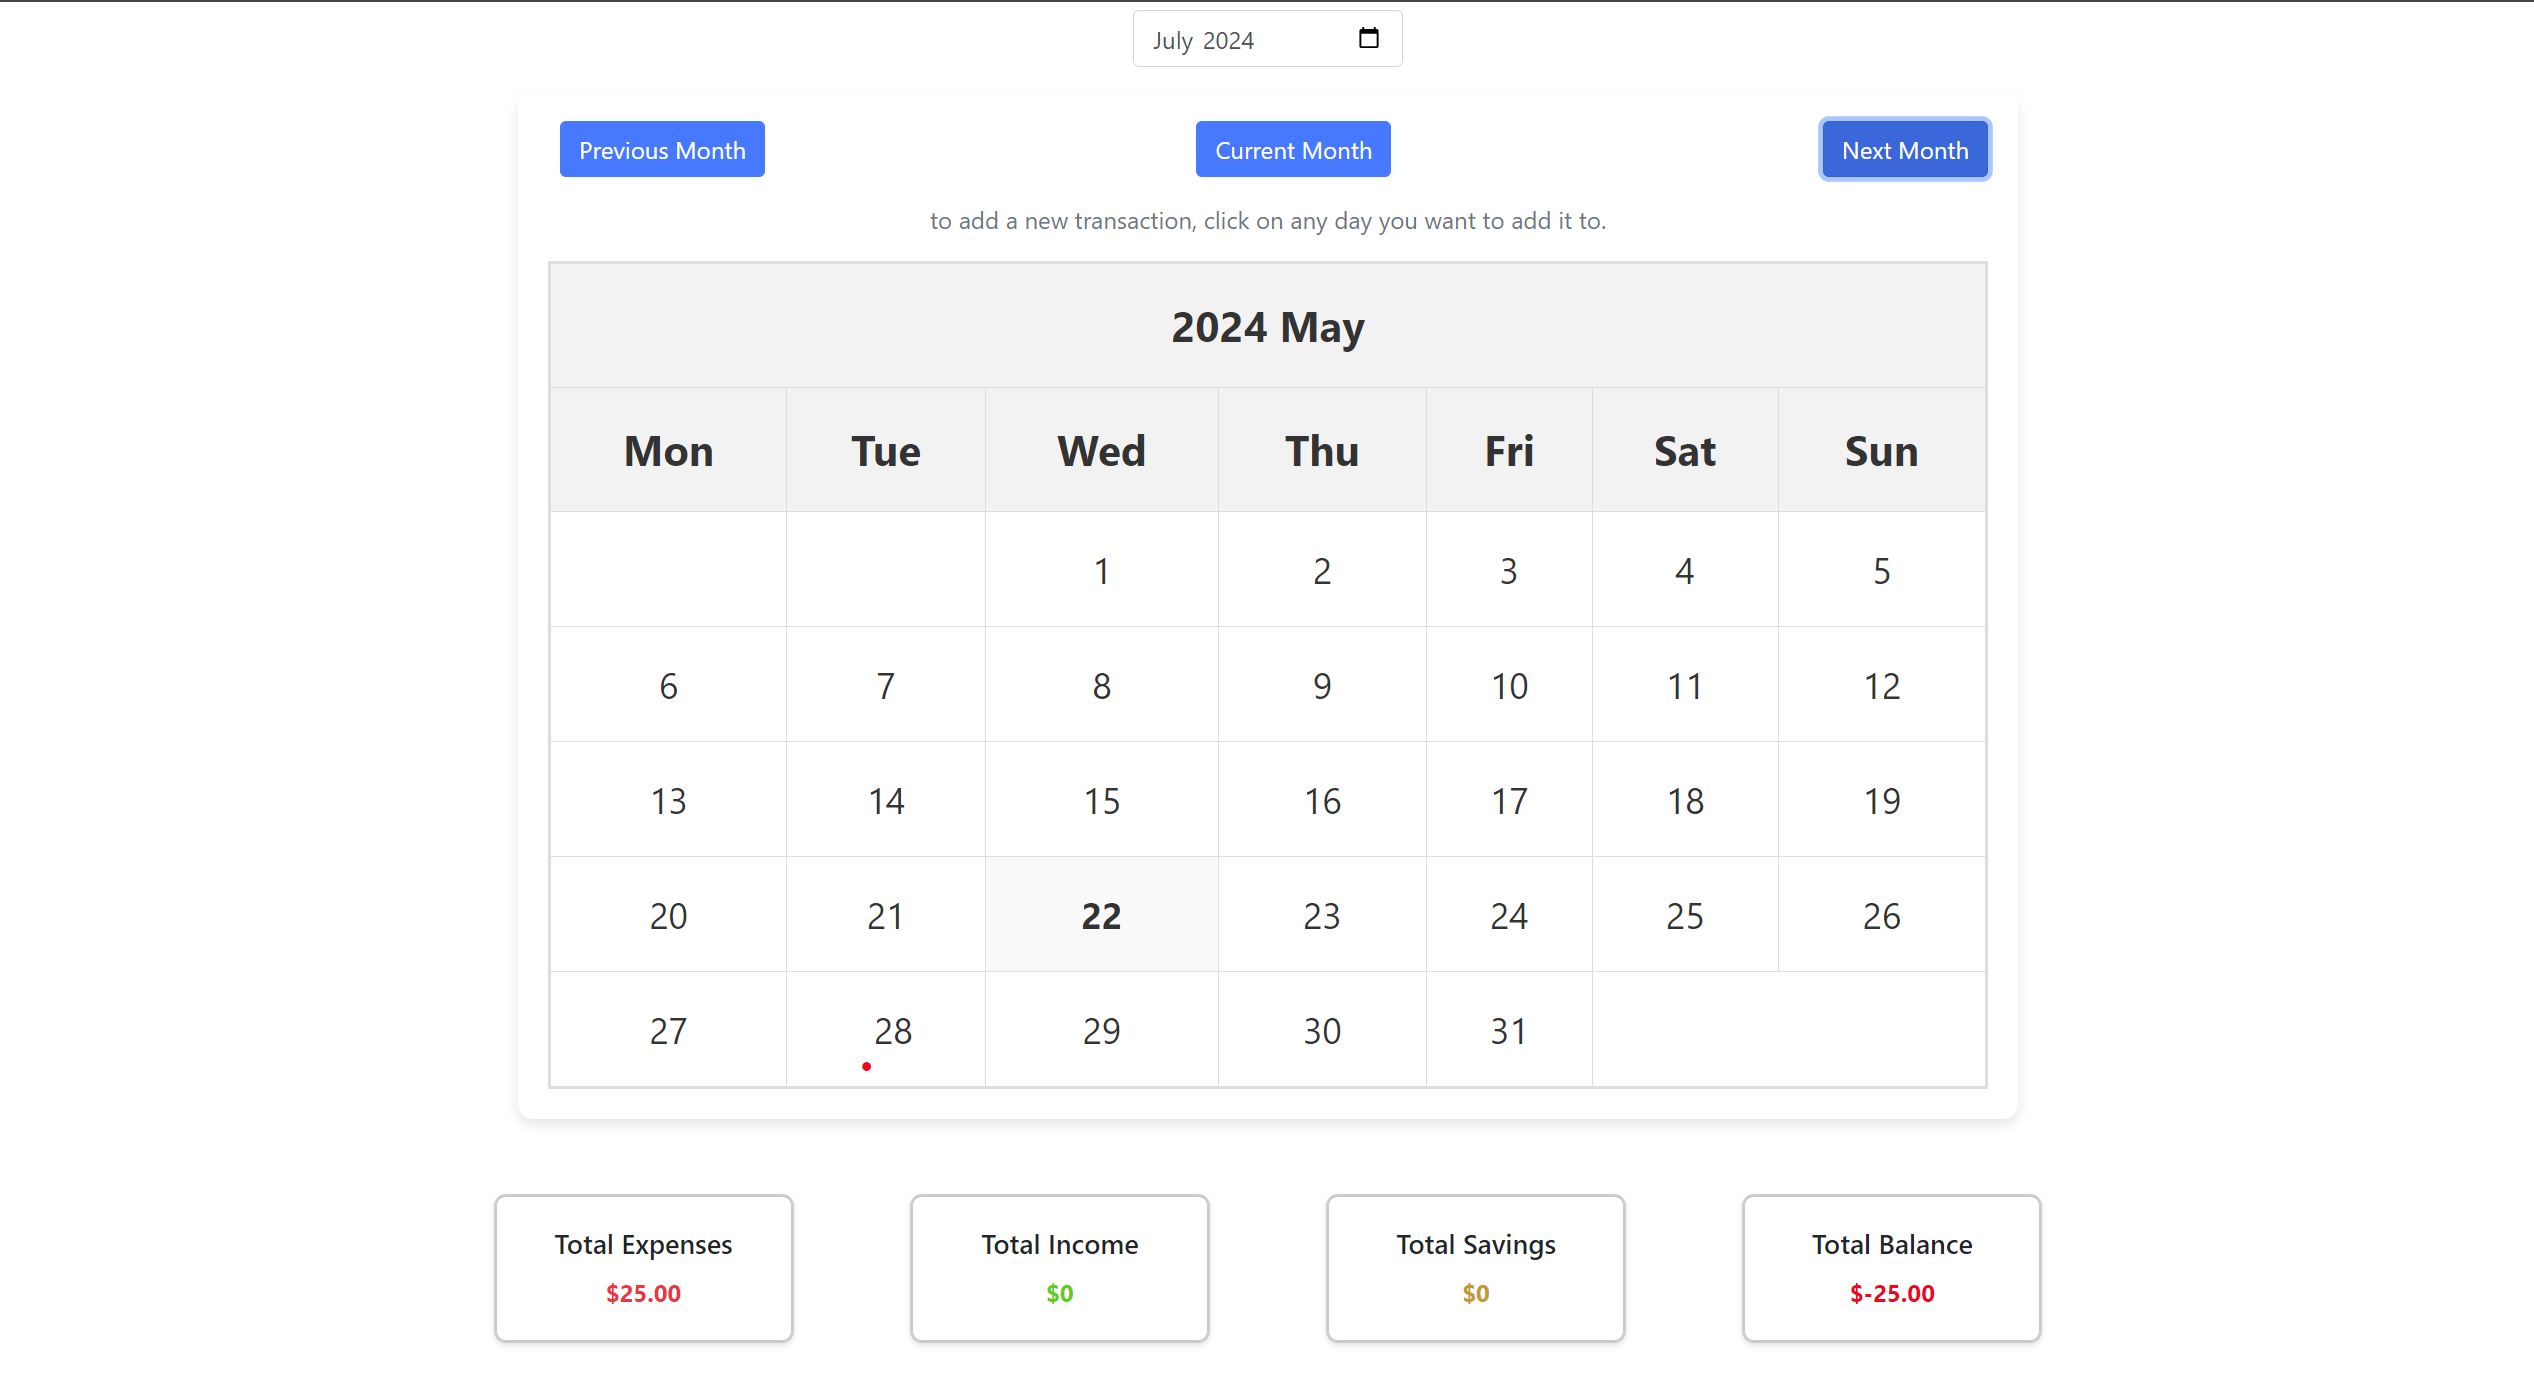 July 2024
Previous Month Current Month Next Month
to add a new transaction, click on any day you want to add it to.
2024 May
Mon Tue Wed Thu Fri Sat Sun
1 2 3 4 5
6 7 8 9 10 11 12
13 14 15 16 17 18 19
20 21 22 23 24 25 26
27 28 29 30 31
Total Expenses Total Income Total Savings Total Balance
$25.00 $0 $0 $-25.00